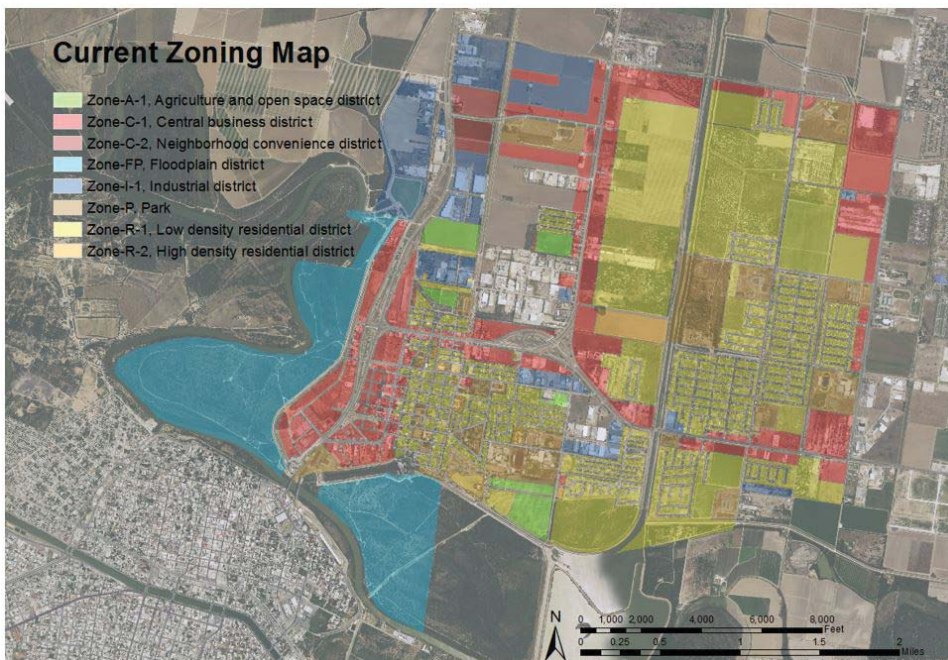 Current Zoning Map
Zone-A-1, Agriculture and open space district
Zone-C-1, Central business district
Zone-C-2, Neighborhood convenience district
Zone-FP, Floodplain district
Zone-I-1, Industrial district
Zone-P, Park
Zone-R-1, Low density residential district
Zone-R-2, High density residential district
N
0 1,000 2,000 4,000 6,000 8,000
Feet
0 0.25 0.5 1 1.5 2
Miles